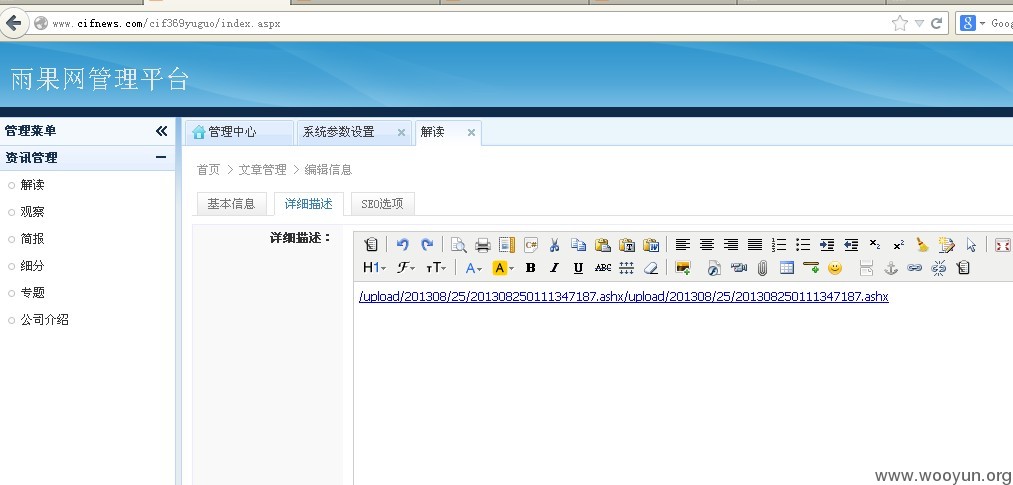 www.cifnews.com/cif369yuguo/index.aspx
雨果网管理平台
管理菜单
管理中心
系统参数设置
解读
资讯管理
解读
观察
简报
细分
专题
公司介绍
首页 > 文章管理 > 编辑信息
基本信息
详细描述
SEO选项
详细描述：
/upload/201308/25/201308250111347187.ashx/upload/201308/25/201308250111347187.ashx
www.wooyun.org